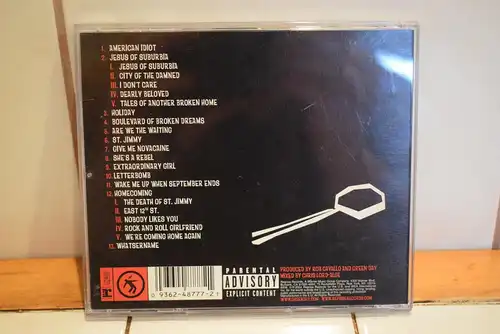 1. AMERICAN IDIOT
2. JESUS OF SUBURBIA
I. JESUS OF SUBURBIA
II. CITY OF THE DAMNED
III. I DON'T CARE
IV. DEARLY BELOVED
V. TALES OF ANOTHER BROKEN HOME
3. HOLIDAY
4. BOULEVARD OF BROKEN DREAMS
5. ARE WE THE WAITING
6. ST. JIMMY
7. GIVE ME NOVACAINE
8. SHE'S A REBEL
9. EXTRAORDINARY GIRL
10. LETTERBOMB
11. WAKE ME UP WHEN SEPTEMBER ENDS
12. HOMECOMING
I. THE DEATH OF ST. JIMMY
II. EAST 12TH ST.
III. NOBODY LIKES YOU
IV. ROCK AND ROLL GIRLFRIEND
V. WE'RE COMING HOME AGAIN
13. WHATSERNAME
0 9362-48777-2
PARENTAL
ADVISORY
EXPLICIT CONTENT
PRODUCED BY ROB CAVALLO AND GREEN DAY
MIXED BY CHRIS LORD-ALGE